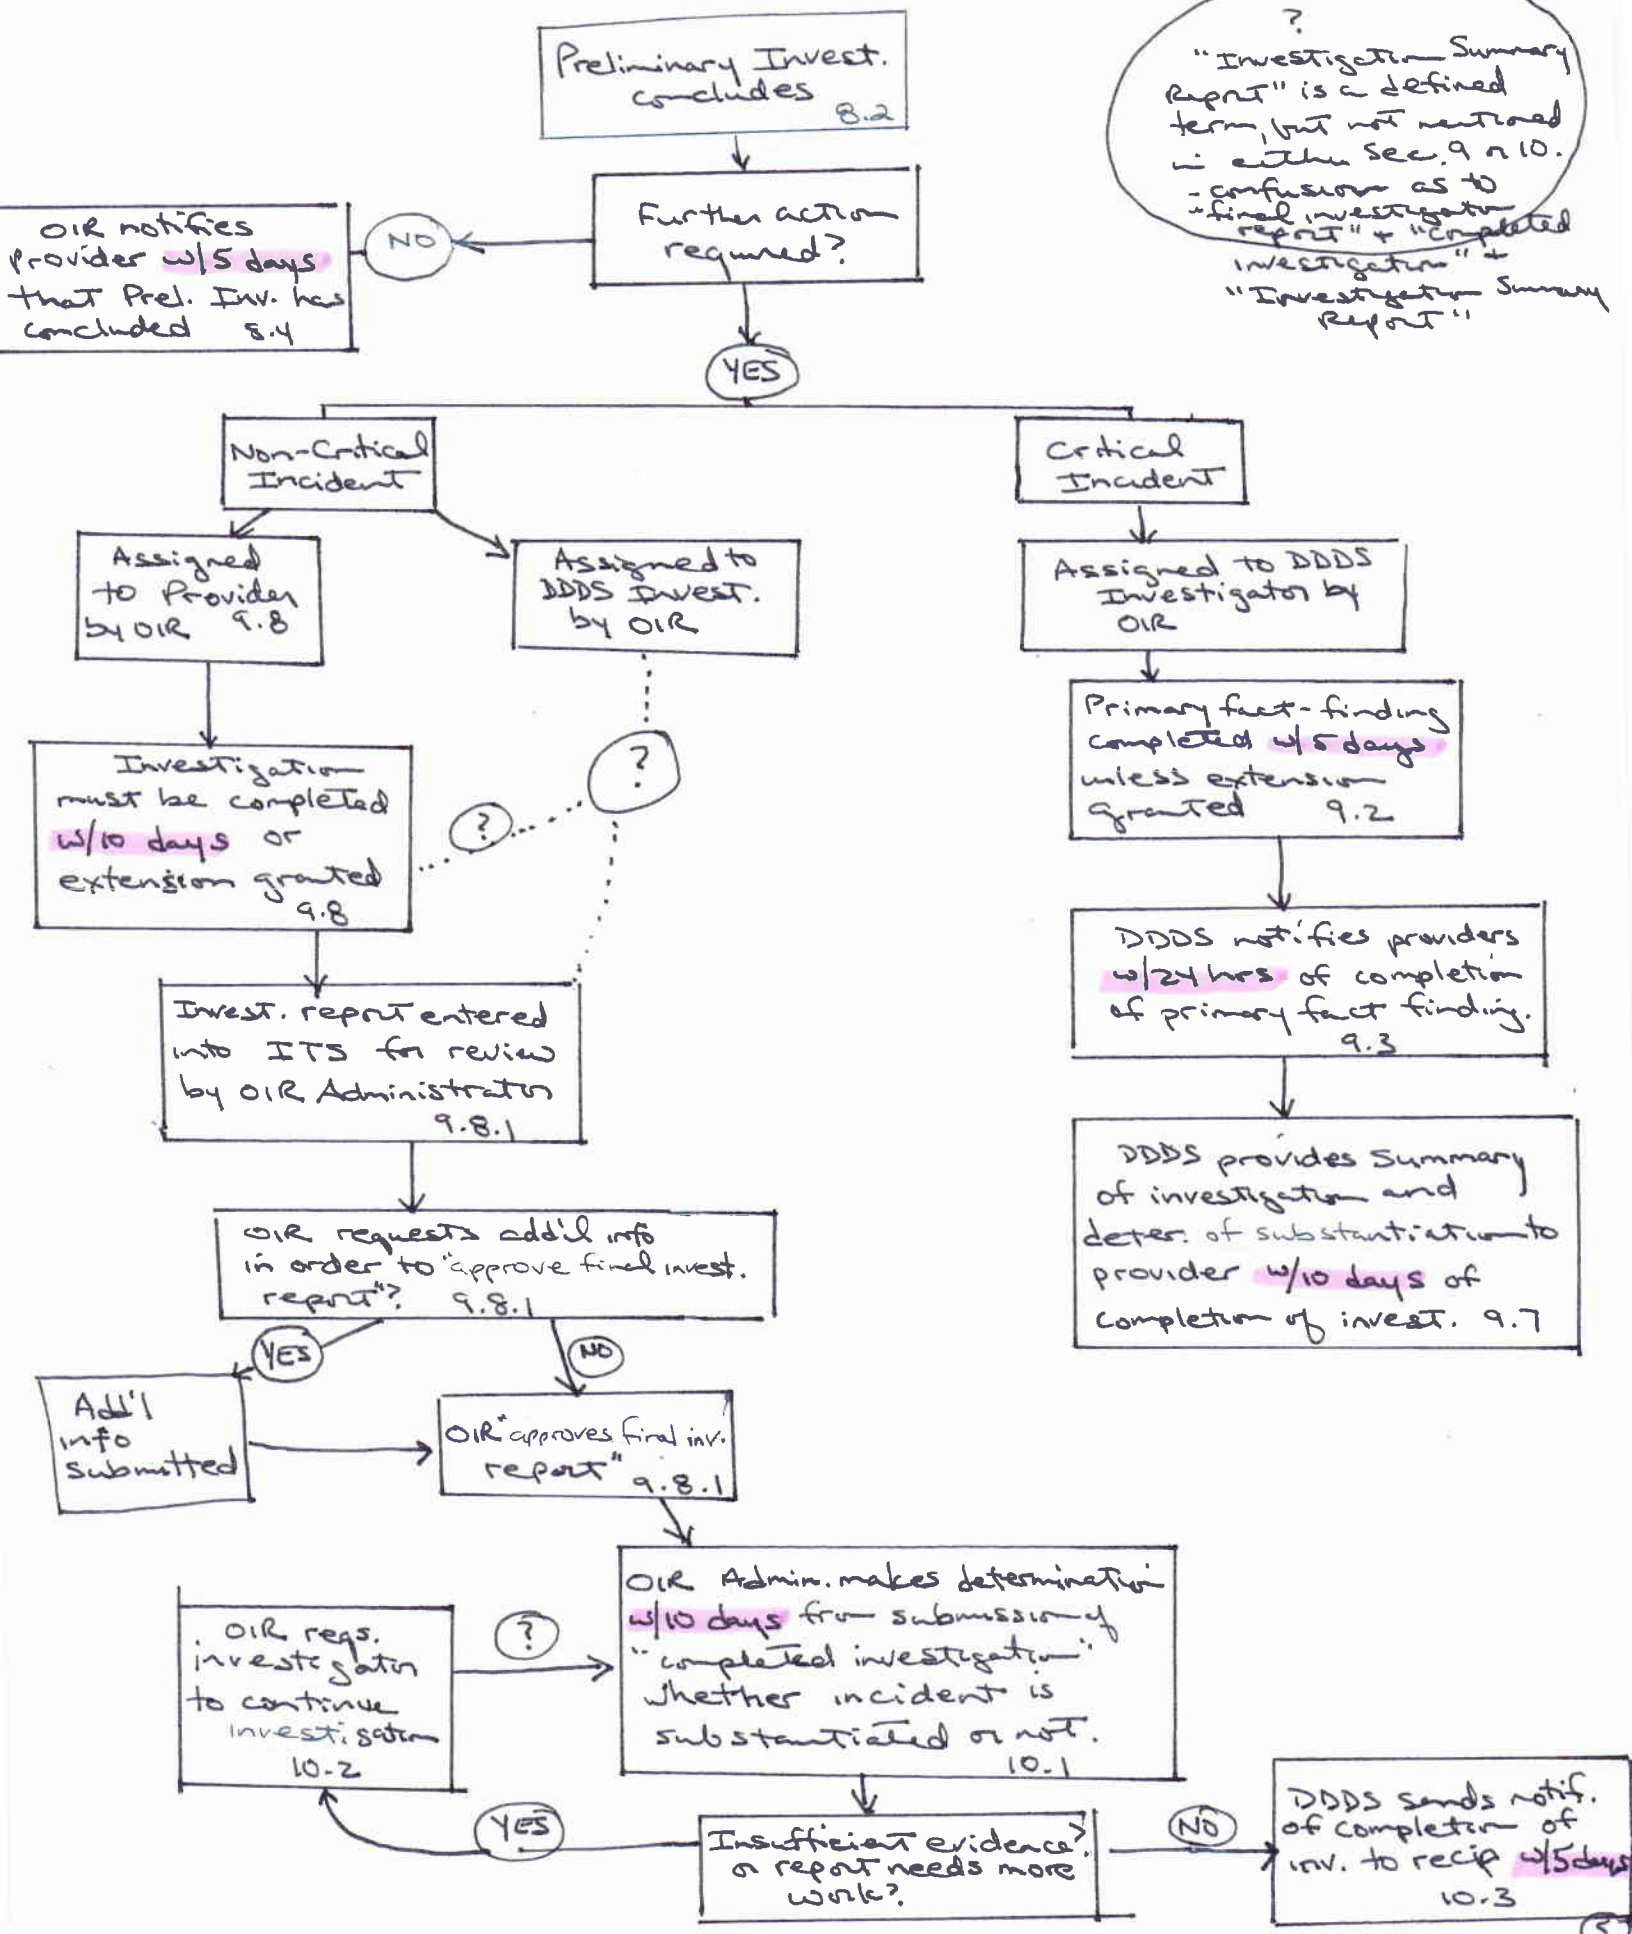 Preliminary Invest.
concludes
8.2
?
"Investigation Summary
Report" is a defined
term, but not mentioned
in either Sec. 9 or 10.
- confusion as to
"final investigation
report" + "completed
investigation" +
"Investigation Summary
Report"
Further action
required?
NO
OIR notifies
provider w/5 days
that Prel. Inv. has
concluded 8.4
YES
Non-Critical
Incident
Critical
Incident
Assigned
to Provider
by OIR 9.8
Assigned to
DDDS Invest.
by OIR
Assigned to DDDS
Investigator by
OIR
Primary fact-finding
completed w/5 days
unless extension
granted 9.2
Investigation
must be completed
w/10 days or
extension granted
9.8
?
?
DDDS notifies providers
w/24 hrs of completion
of primary fact finding.
9.3
Invest. report entered
into ITS for review
by OIR Administrator
9.8.1
DDDS provides summary
of investigation and
deter. of substantiation to
provider w/10 days of
completion of invest. 9.7
OIR requests add'l info
in order to "approve final invest.
report"? 9.8.1
YES
NO
Add'l
info
submitted
OIR "approves final inv.
report" 9.8.1
OIR Admin. makes determination
w/10 days from submission of
"completed investigation"
whether incident is
substantiated or not.
10.1
OIR reqs.
investigator
to continue
investigation
10.2
?
YES
Insufficient evidence?
or report needs more
work?
NO
DDDS sends notif.
of completion of
inv. to recip w/5 days
10.3